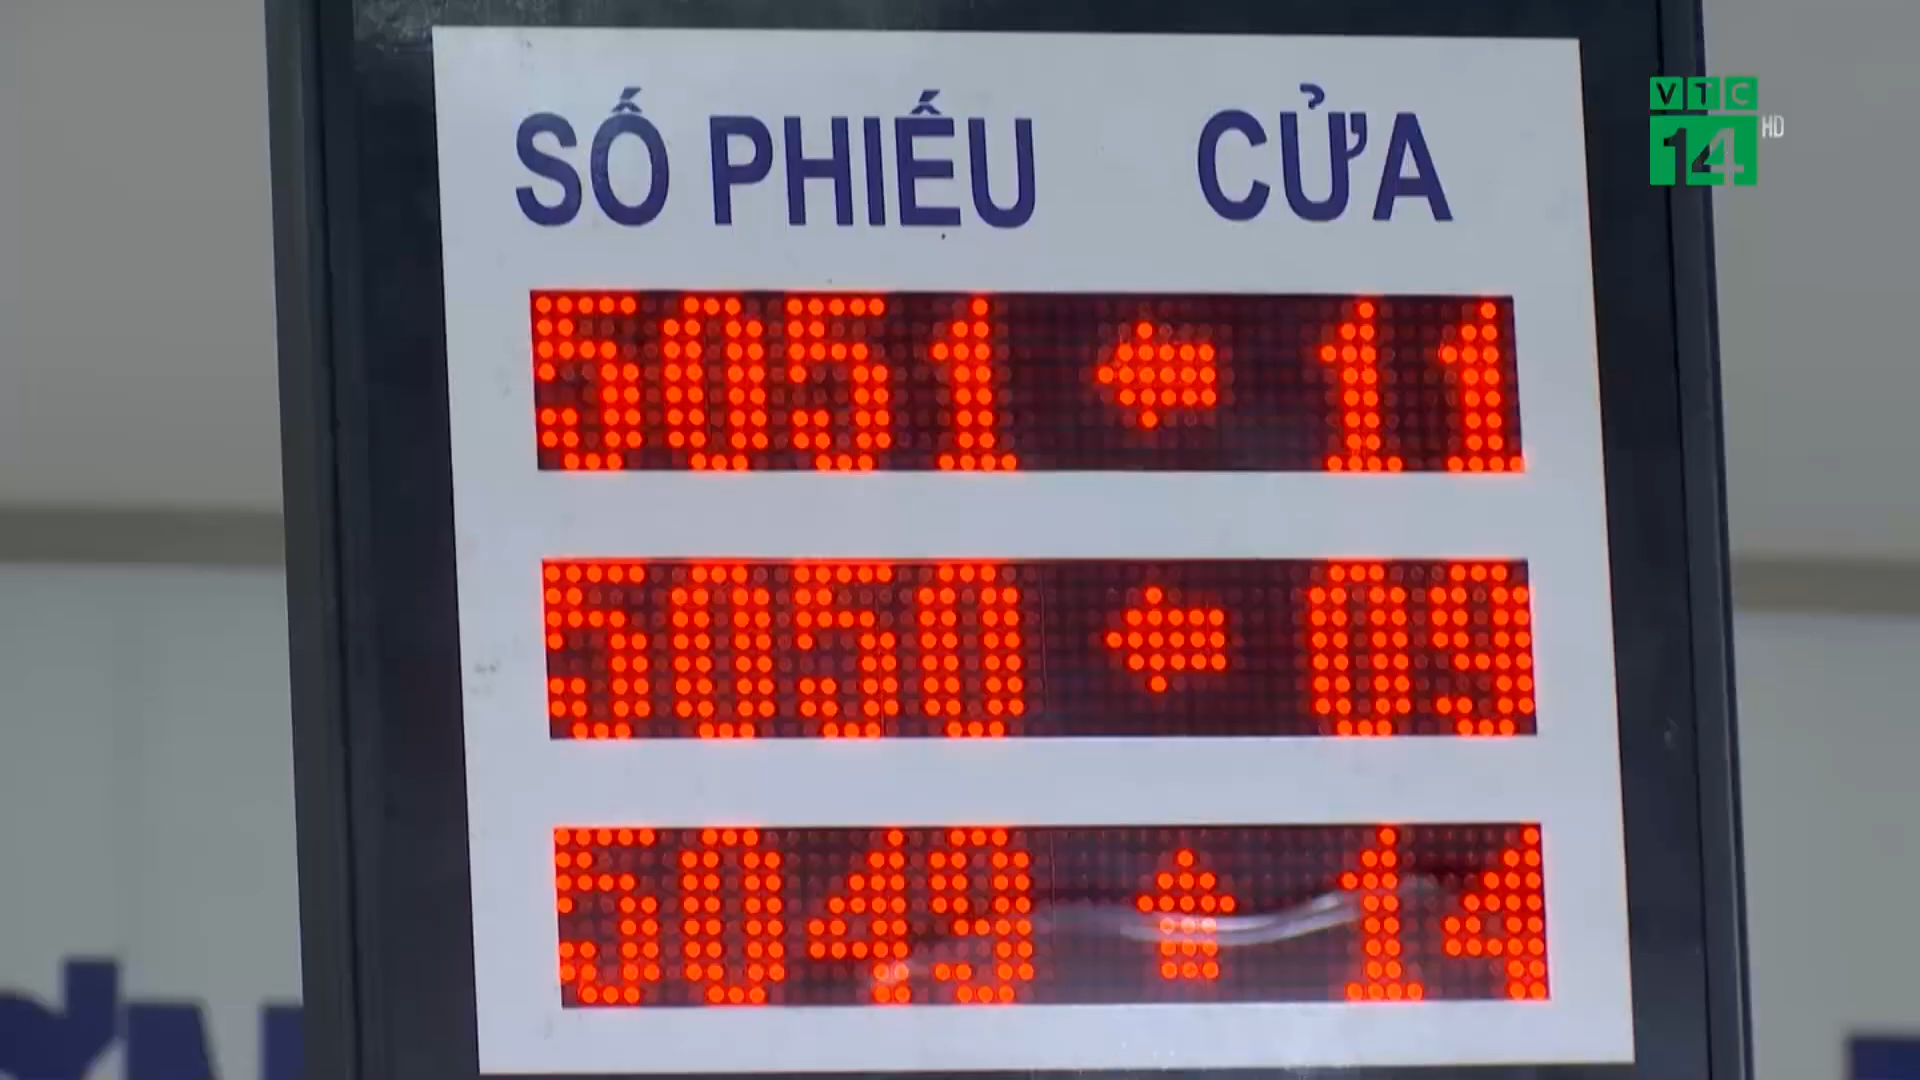 SỐ PHIẾU CỬA
5051 ← 11
5050 ← 09
5049 ↑ 14
VTC
14 HD